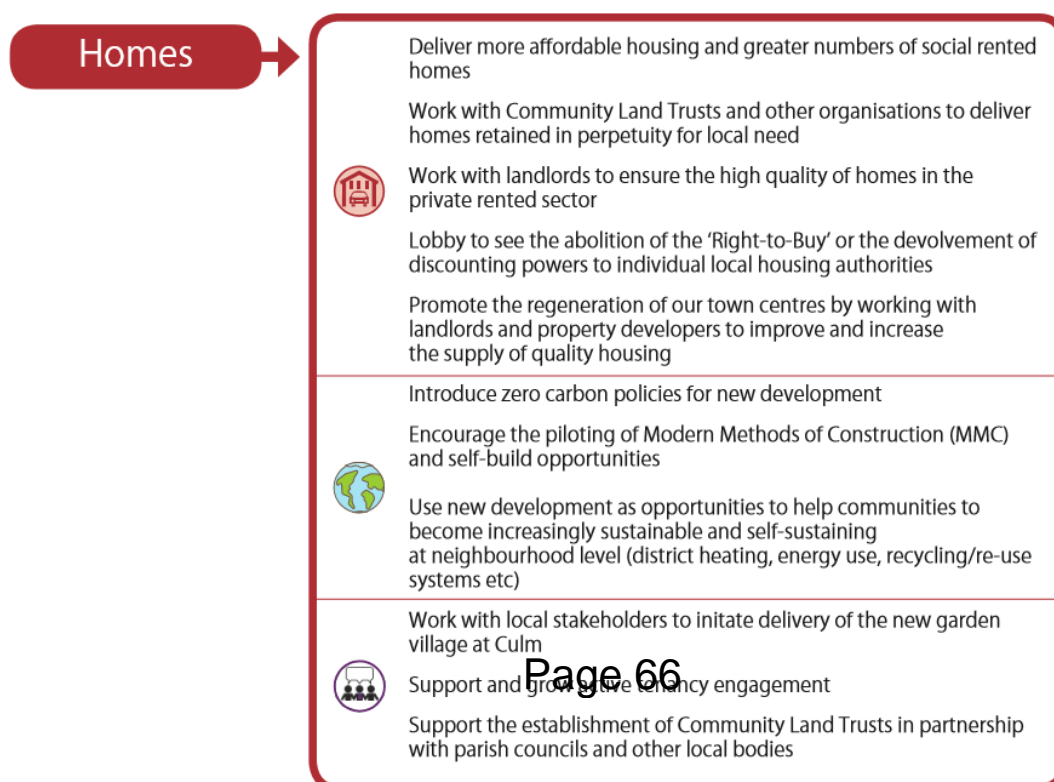 Homes
Deliver more affordable housing and greater numbers of social rented
homes
Work with Community Land Trusts and other organisations to deliver
homes retained in perpetuity for local need
Work with landlords to ensure the high quality of homes in the
private rented sector
Lobby to see the abolition of the ‘Right-to-Buy’ or the devolvement of
discounting powers to individual local housing authorities
Promote the regeneration of our town centres by working with
landlords and property developers to improve and increase
the supply of quality housing
Introduce zero carbon policies for new development
Encourage the piloting of Modern Methods of Construction (MMC)
and self-build opportunities
Use new development as opportunities to help communities to
become increasingly sustainable and self-sustaining
at neighbourhood level (district heating, energy use, recycling/re-use
systems etc)
Work with local stakeholders to initate delivery of the new garden
village at Culm
Page 66
Support and grow active tenancy engagement
Support the establishment of Community Land Trusts in partnership
with parish councils and other local bodies